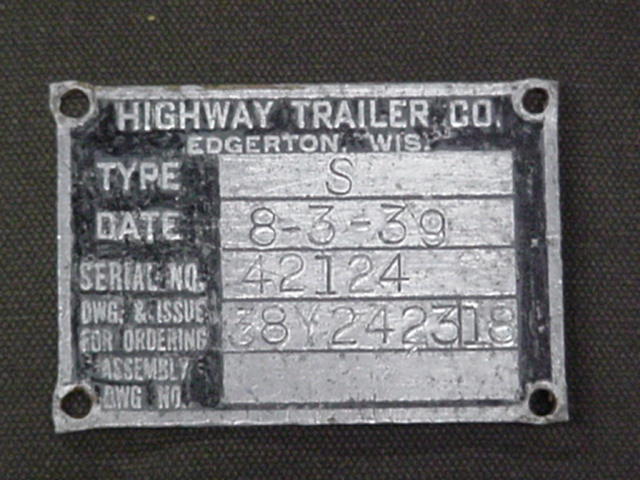 HIGHWAY TRAILER CO.
EDGERTON, WIS.
TYPE S
DATE 8-3-39
SERIAL NO. 42124
DWG. & ISSUE
FOR ORDERING 38Y242318
ASSEMBLY
DWG NO.